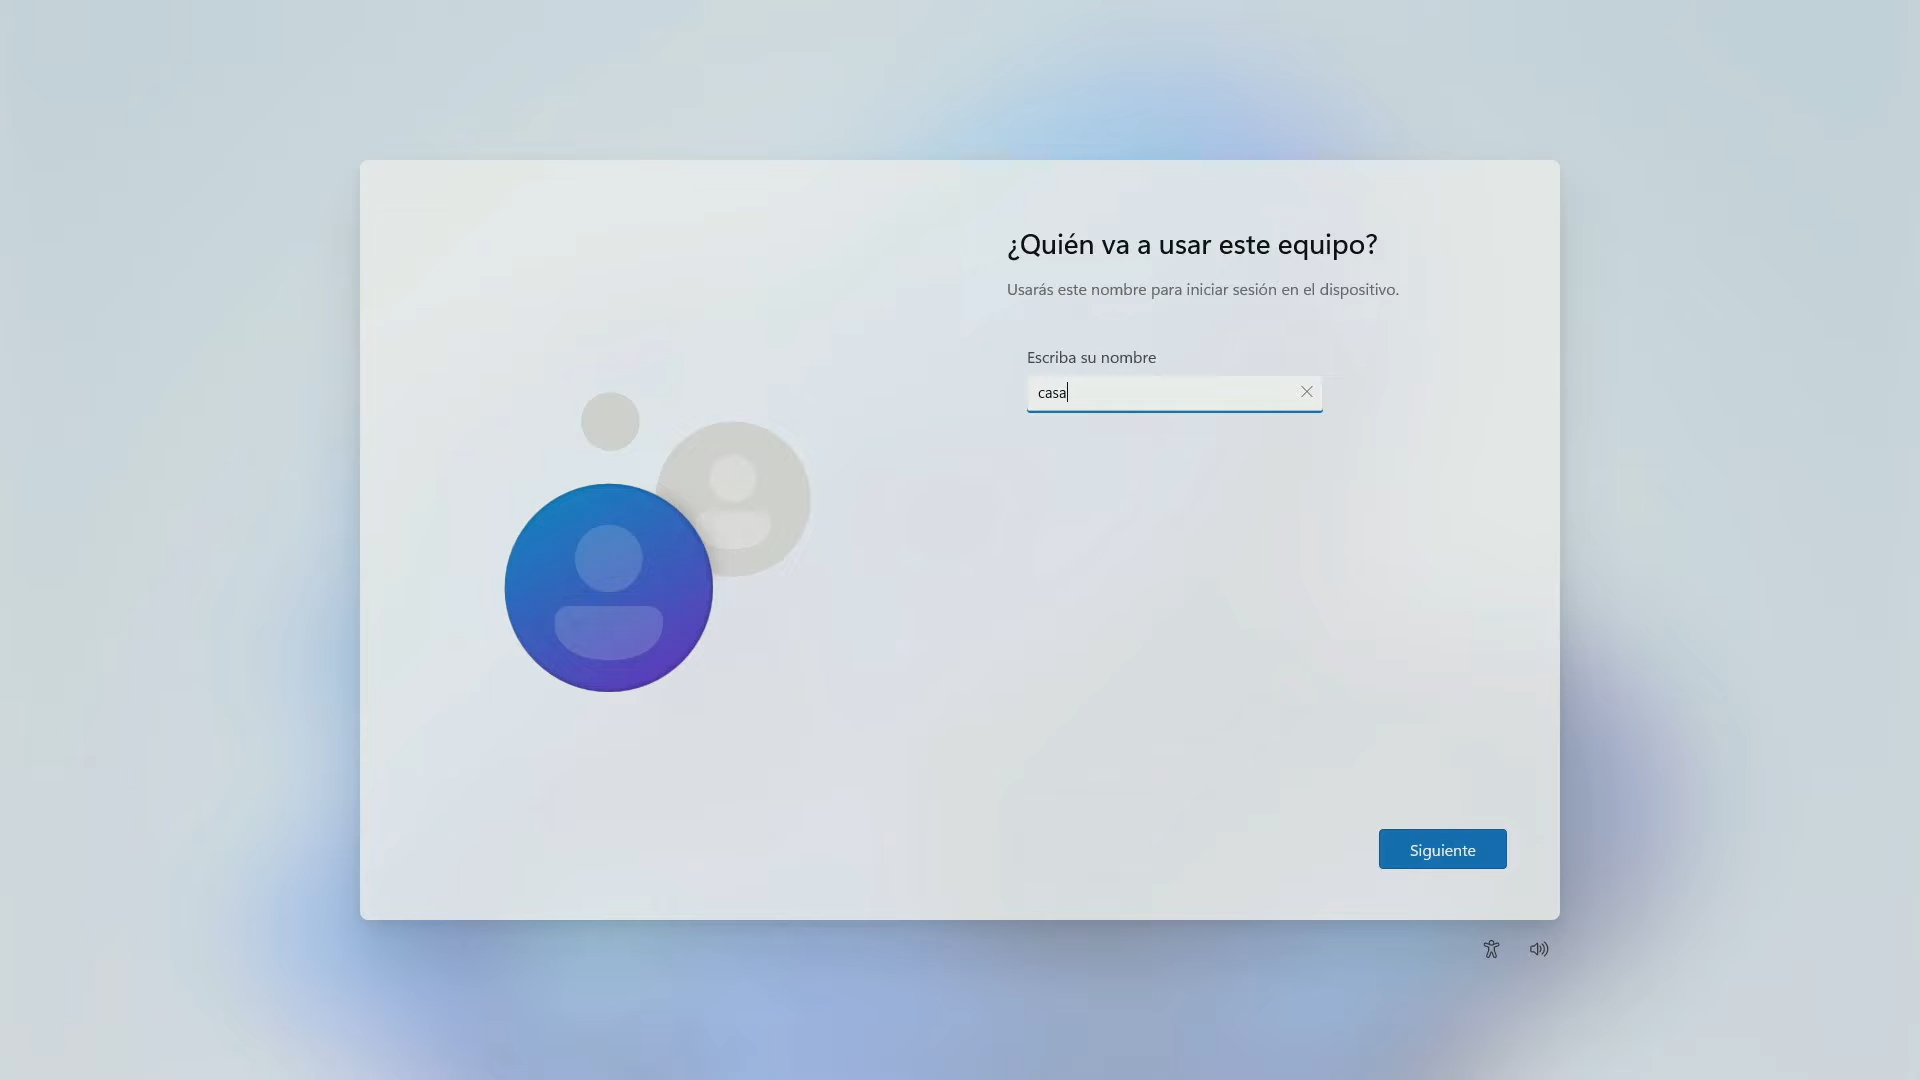 ¿Quién va a usar este equipo?
Usarás este nombre para iniciar sesión en el dispositivo.
Escriba su nombre
casa
Siguiente